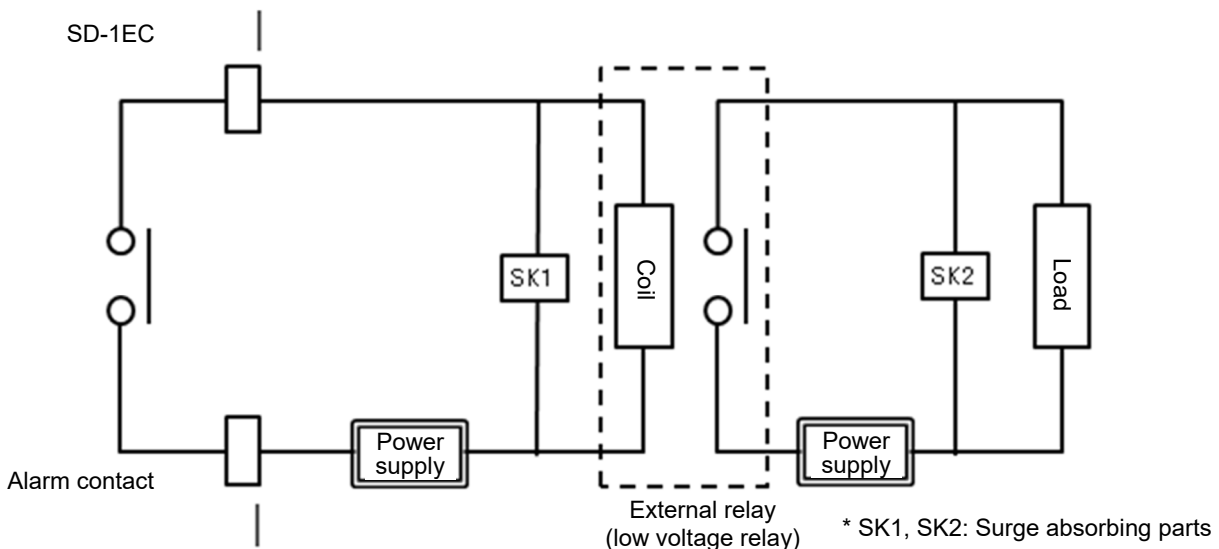 SD-1EC
SK1
Coil
SK2
Load
Power
supply
Power
supply
Alarm contact
External relay
(low voltage relay)
* SK1, SK2: Surge absorbing parts